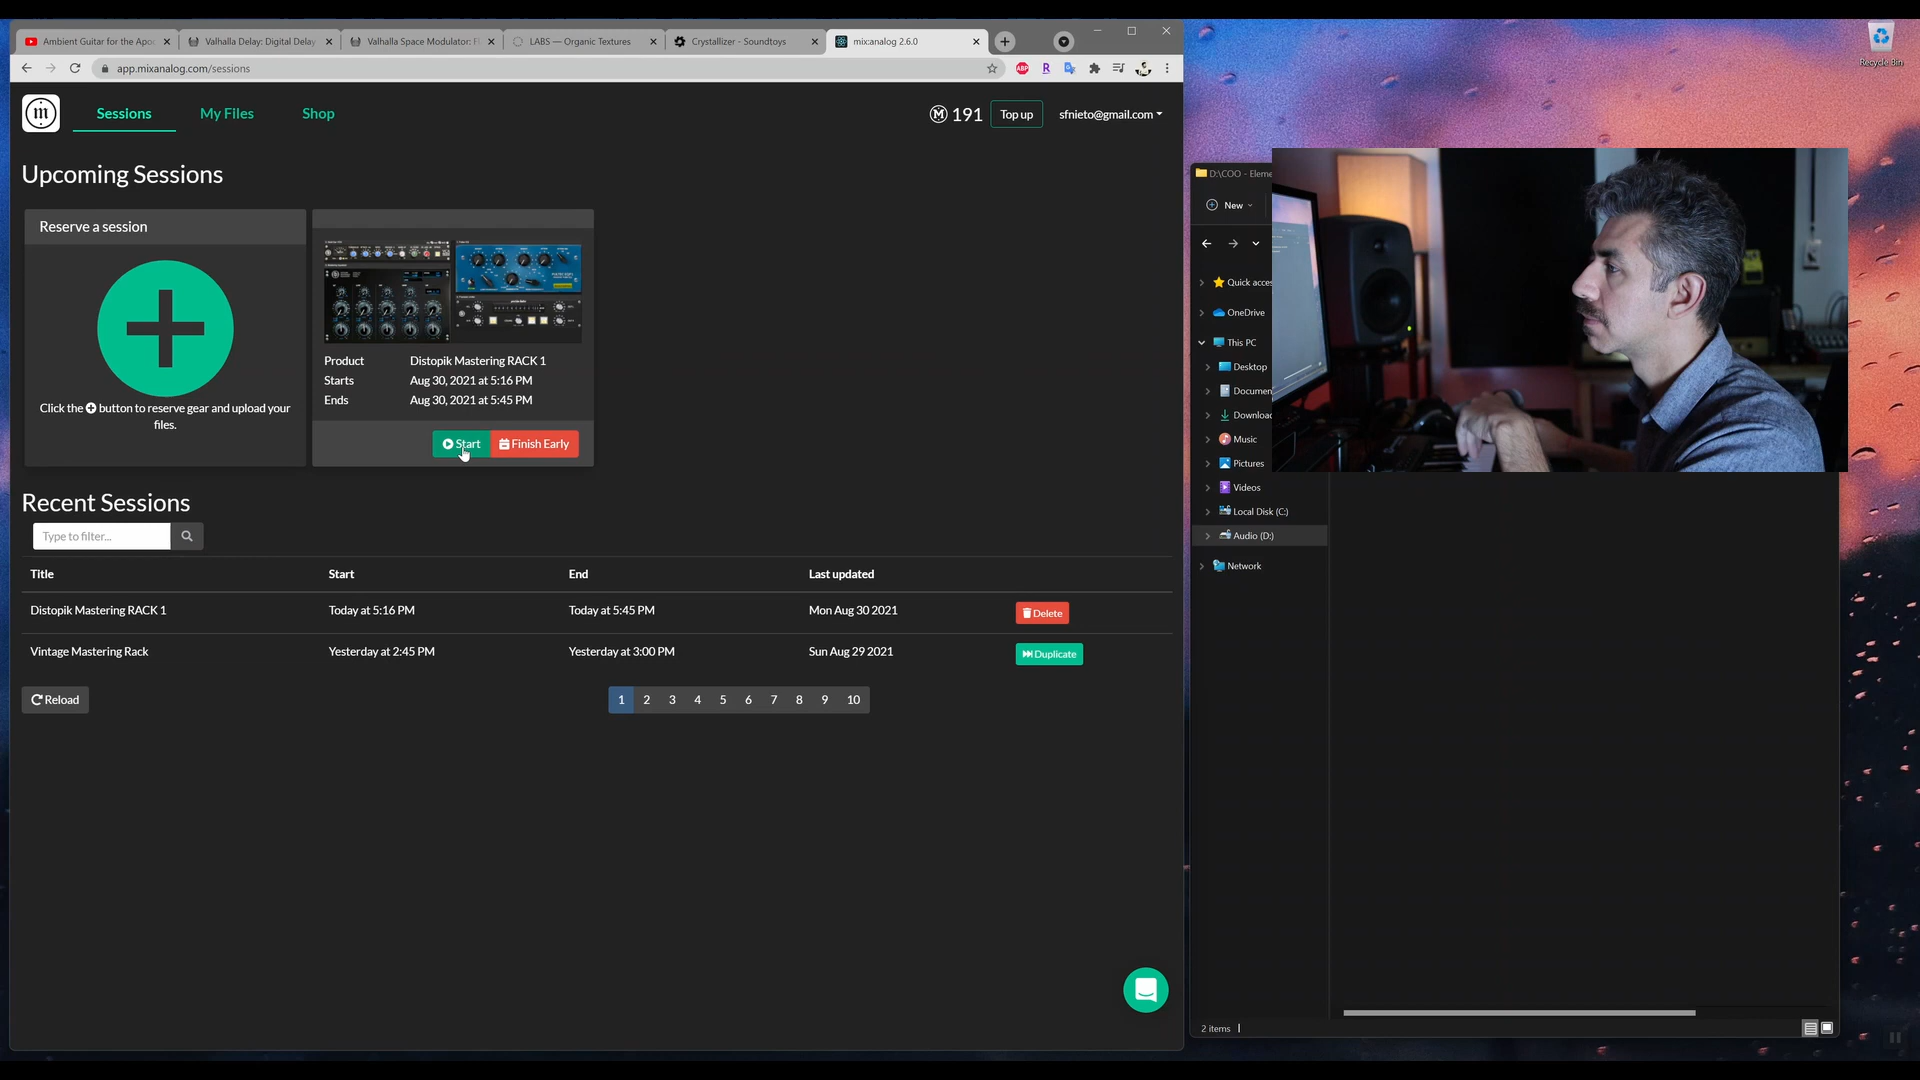 Ambient Guitar for the Apo
Valhalla Delay: Digital Delay
Valhalla Space Modulator: F
LABS — Organic Textures
Crystallizer - Soundtoys
mixanalog 2.6.0
app.mixanalog.com/sessions
ABP
R
Recycle Bin
m
Sessions
My Files
Shop
M 191
Top up
sfnieto@gmail.com
Upcoming Sessions
Reserve a session
Click the + button to reserve gear and upload your
files.
Product Distopik Mastering RACK 1
Starts Aug 30, 2021 at 5:16 PM
Ends Aug 30, 2021 at 5:45 PM
Start
Finish Early
Recent Sessions
Type to filter...
Title Start End Last updated
Distopik Mastering RACK 1 Today at 5:16 PM Today at 5:45 PM Mon Aug 30 2021 Delete
Vintage Mastering Rack Yesterday at 2:45 PM Yesterday at 3:00 PM Sun Aug 29 2021 Duplicate
Reload
1 2 3 4 5 6 7 8 9 10
D:\COO - Eleme
New
Quick acces
OneDrive
This PC
Desktop
Documen
Downloac
Music
Pictures
Videos
Local Disk (C:)
Audio (D:)
Network
2 items